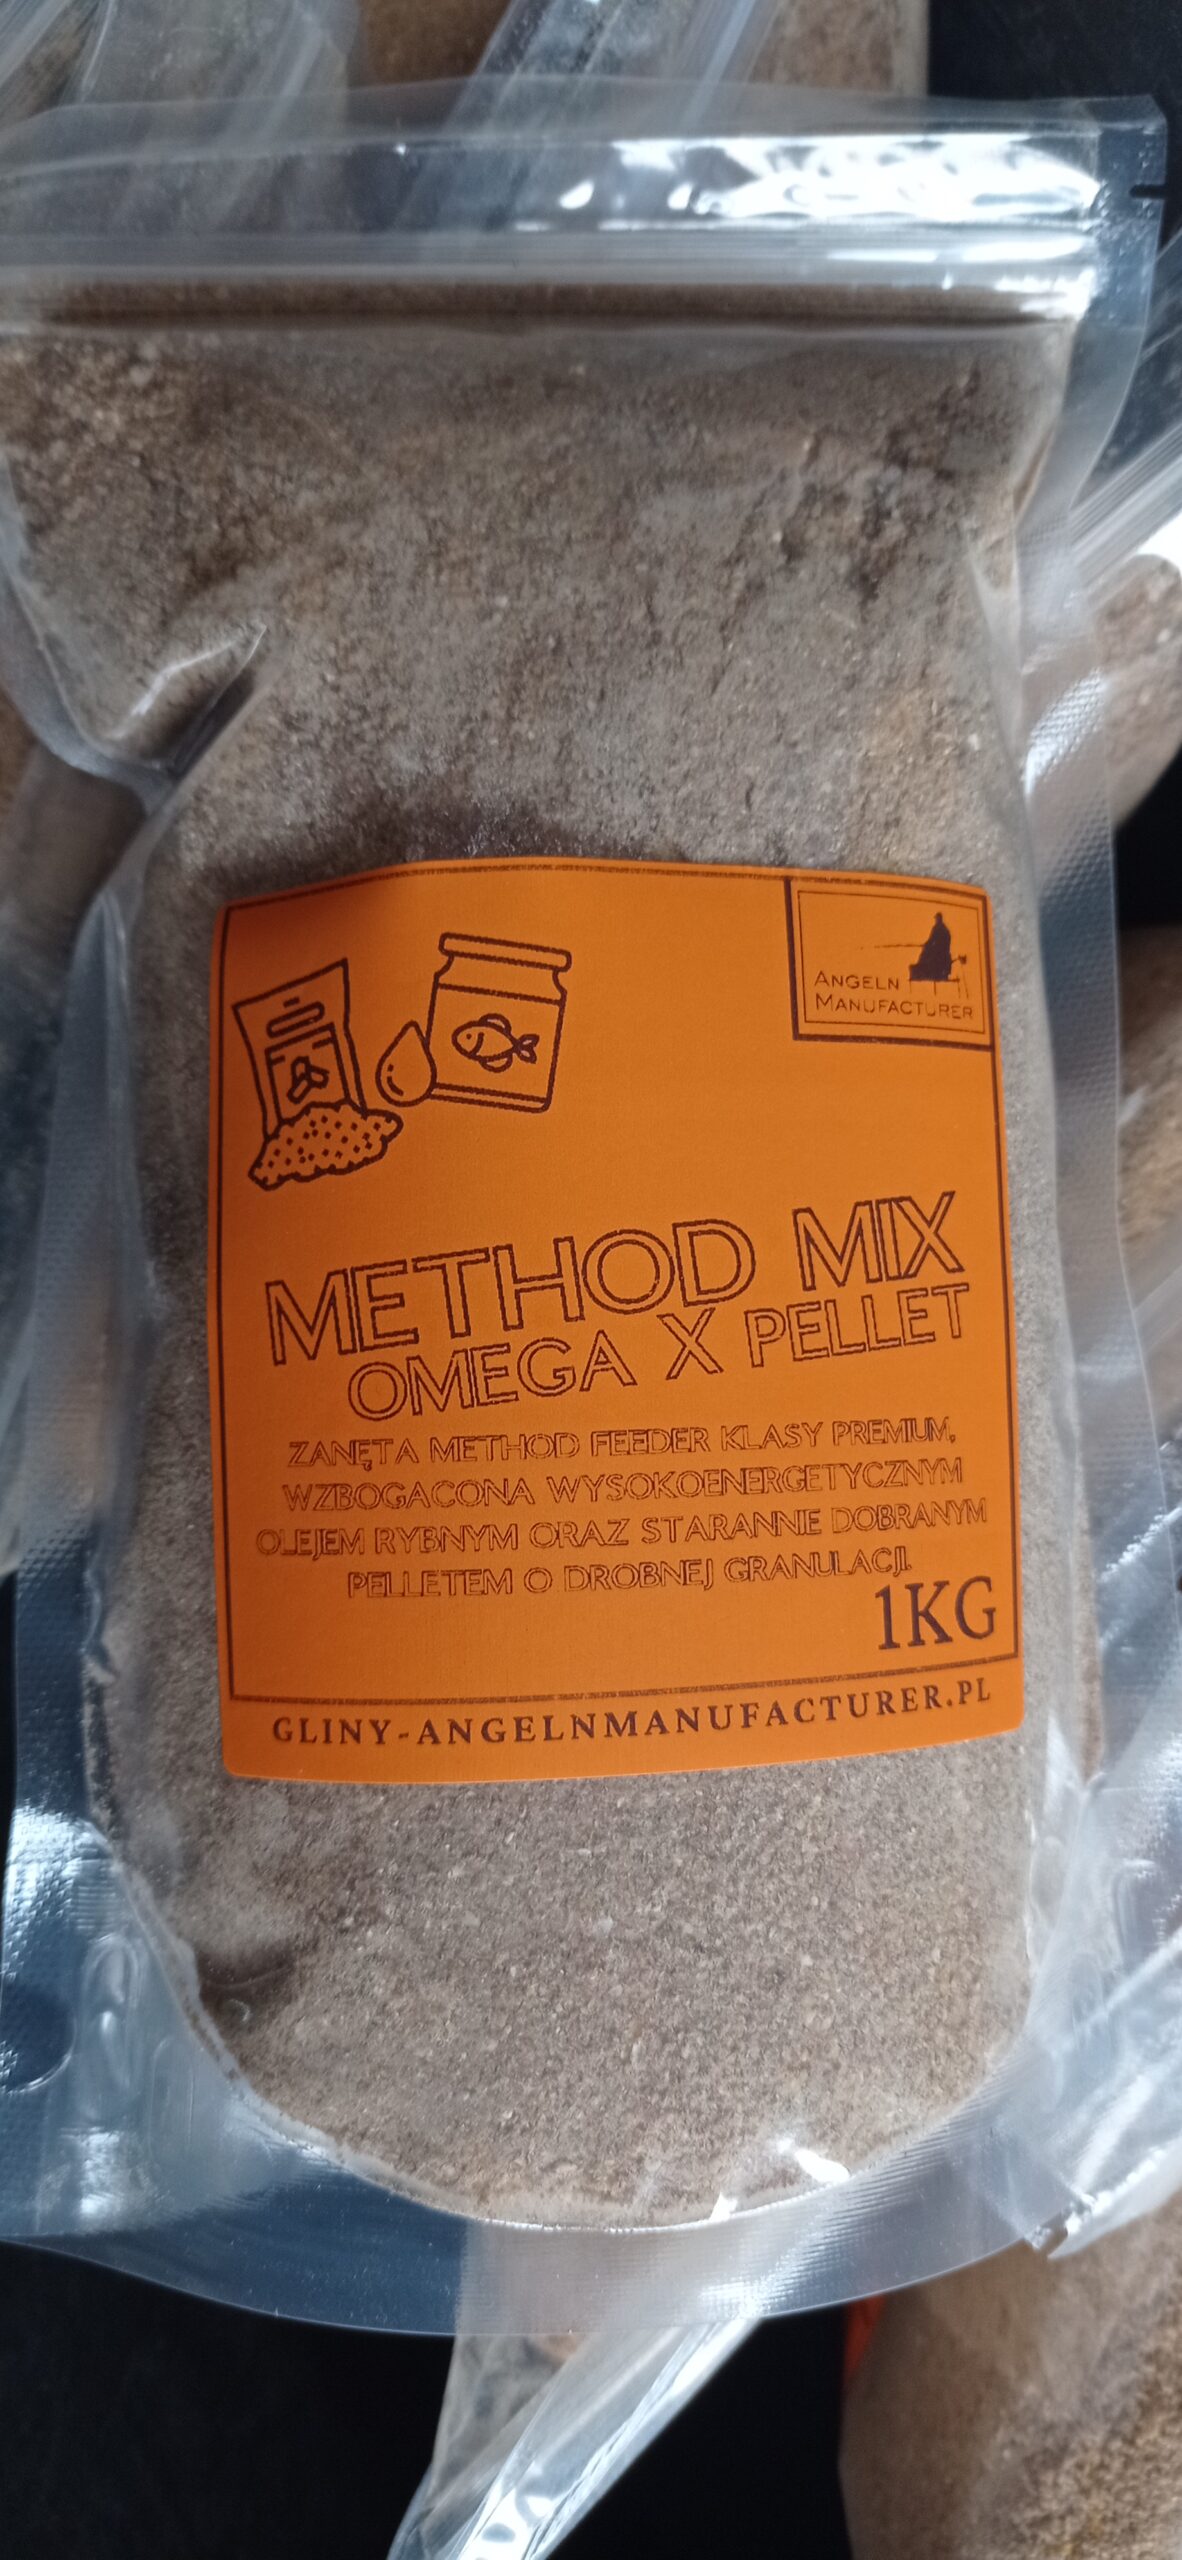 ANGELN
MANUFACTURER
METHOD MIX
OMEGA X PELLET
ZANĘTA METHOD FEEDER KLASY PREMIUM,
WZBOGACONA WYSOKOENERGETYCZNYM
OLEJEM RYBNYM ORAZ STARANNIE DOBRANYM
PELLETEM O DROBNEJ GRANULACJI.
1KG
GLINY-ANGELNMANUFACTURER.PL